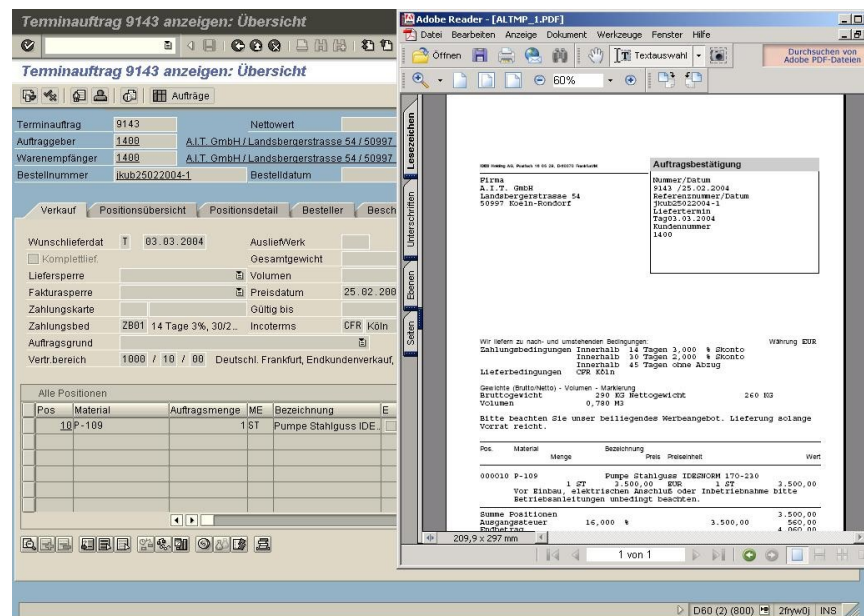 Terminauftrag 9143 anzeigen: Übersicht
Terminauftrag 9143 anzeigen: Übersicht
Aufträge
Terminauftrag 9143 Nettowert
Auftraggeber 1400 A.I.T. GmbH / Landsbergerstrasse 54 / 50997
Warenempfänger 1400 A.I.T. GmbH / Landsbergerstrasse 54 / 50997
Bestellnummer jkub25022004-1 Bestelldatum
Verkauf Positionsübersicht Positionsdetail Besteller Besch
Wunschlieferdat T 03.03.2004 AusliefWerk
Komplettlief. Gesamtgewicht
Liefersperre Volumen
Fakturasperre Preisdatum 25.02.200
Zahlungskarte Gültig bis
Zahlungsbed ZB01 14 Tage 3%, 30/2... Incoterms CFR Köln
Auftragsgrund
Vertr.bereich 1000 / 10 / 00 Deutschl. Frankfurt, Endkundenverkauf,
Alle Positionen
Pos Material Auftragsmenge ME Bezeichnung E
10 P-109 1 ST Pumpe Stahlguss IDE..
D60 (2) (800) 2fryw0j INS
Adobe Reader - [ALTMP_1.PDF]
Datei Bearbeiten Anzeige Dokument Werkzeuge Fenster Hilfe
Öffnen Textauswahl Durchsuchen von
Adobe PDF-Dateien
60%
Lesezeichen
Unterschriften
Ebenen
Seiten
Auftragsbestätigung
Firma
A.I.T. GmbH
Landsbergerstrasse 54
50997 Koeln-Rondorf
Nummer/Datum
9143 /25.02.2004
Referenznummer/Datum
jkub25022004-1
Liefertermin
Tag03.03.2004
Kundennummer
1400
Wir liefern zu nach- und umstehenden Bedingungen: Währung EUR
Zahlungsbedingungen Innerhalb 14 Tagen 3,000 % Skonto
Innerhalb 30 Tagen 2,000 % Skonto
Innerhalb 45 Tagen ohne Abzug
Lieferbedingungen CFR Köln
Gewichte (Brutto/Netto) - Volumen - Markierung
Bruttogewicht 290 KG Nettogewicht 260 KG
Volumen 0,780 M3
Bitte beachten Sie unser beiliegendes Werbeangebot. Lieferung solange
Vorrat reicht.
Pos. Material Bezeichnung
Menge Preis Preiseinheit Wert
000010 P-109 Pumpe Stahlguss IDESNORM 170-230
1 ST 3.500,00 EUR 1 ST 3.500,00
Vor Einbau, elektrischen Anschluß oder Inbetriebnahme bitte
Betriebsanleitungen unbedingt beachten.
Summe Positionen 3.500,00
Ausgangssteuer 16,000 % 3.500,00 560,00
Endbetrag 4.060,00
209,9 x 297 mm
1 von 1